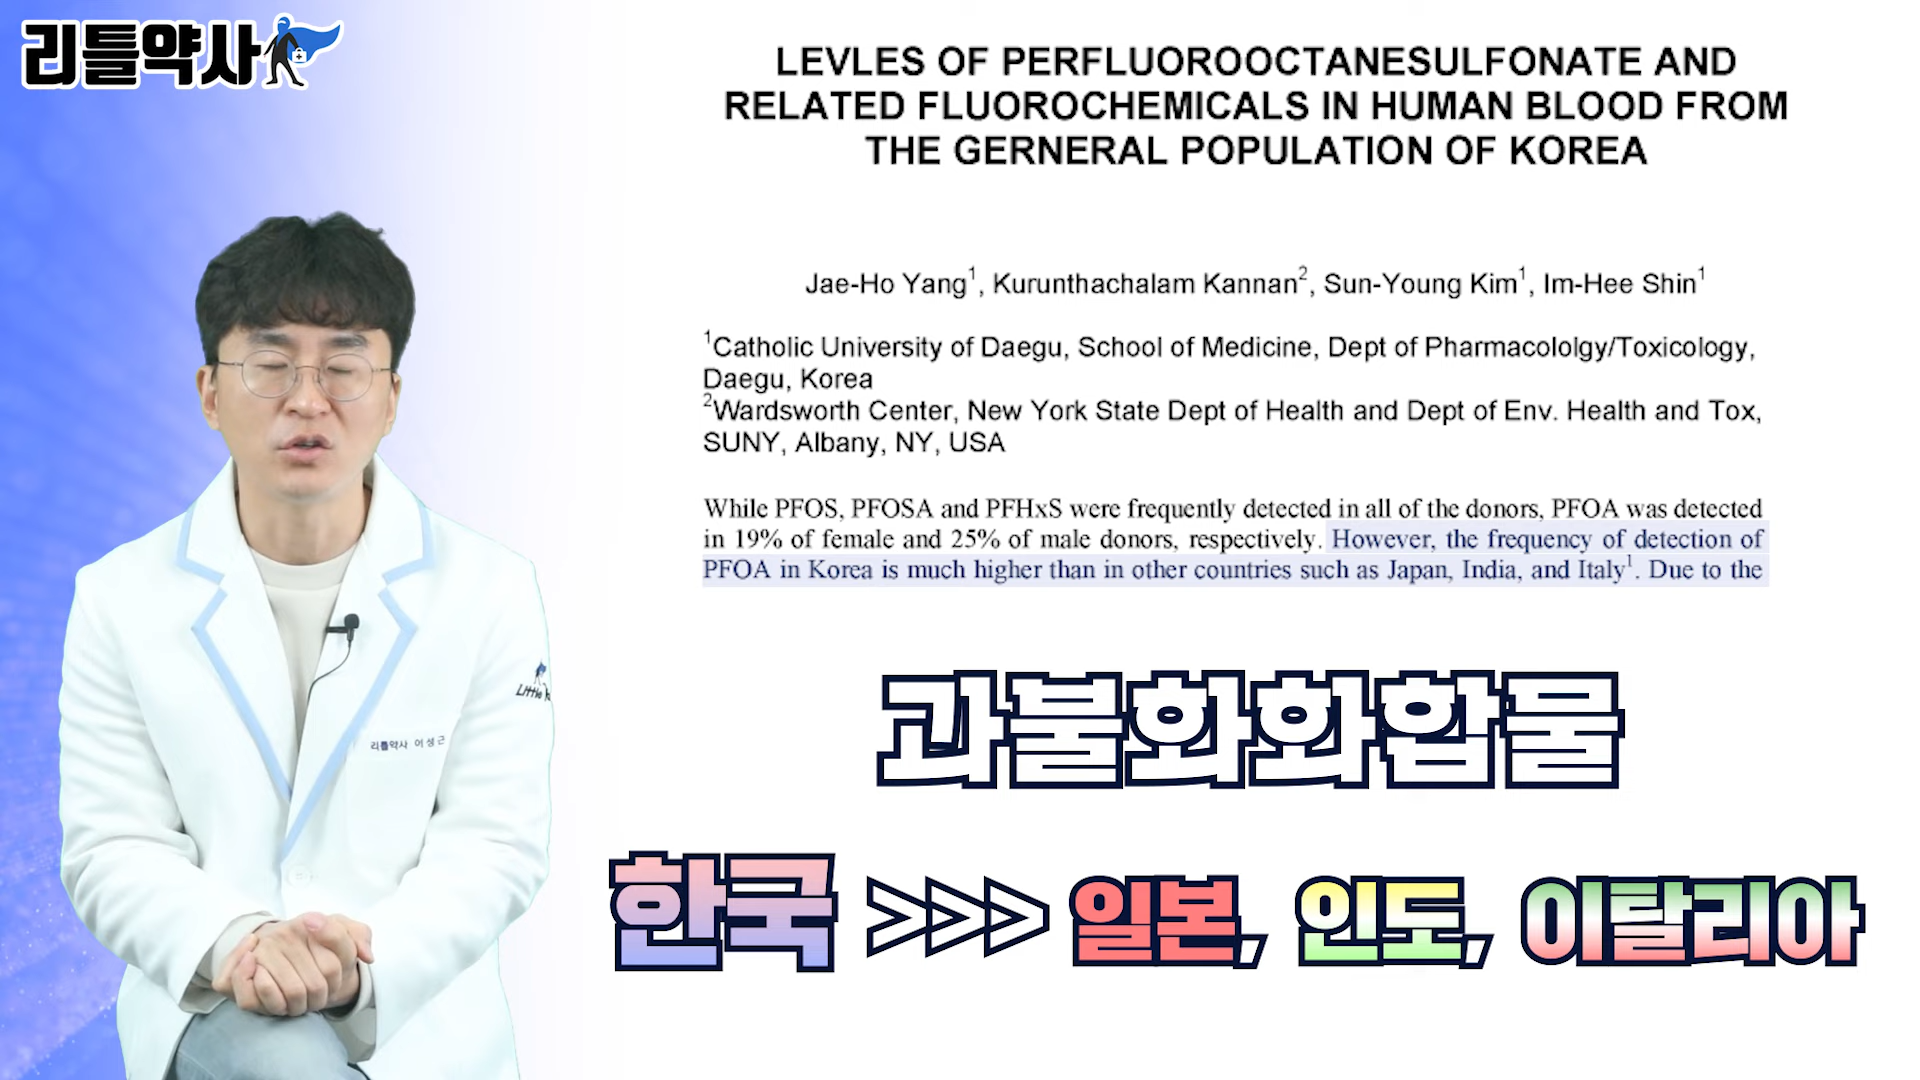 리틀약사
LEVLES OF PERFLUOROOCTANESULFONATE AND
RELATED FLUOROCHEMICALS IN HUMAN BLOOD FROM
THE GERNERAL POPULATION OF KOREA
Jae-Ho Yang1, Kurunthachalam Kannan2, Sun-Young Kim1, Im-Hee Shin1
1Catholic University of Daegu, School of Medicine, Dept of Pharmacololgy/Toxicology,
Daegu, Korea
2Wardsworth Center, New York State Dept of Health and Dept of Env. Health and Tox,
SUNY, Albany, NY, USA
While PFOS, PFOSA and PFHxS were frequently detected in all of the donors, PFOA was detected
in 19% of female and 25% of male donors, respectively. However, the frequency of detection of
PFOA in Korea is much higher than in other countries such as Japan, India, and Italy1. Due to the
Little
리틀약사 이성근
과불화화합물
한국 >>> 일본, 인도, 이탈리아